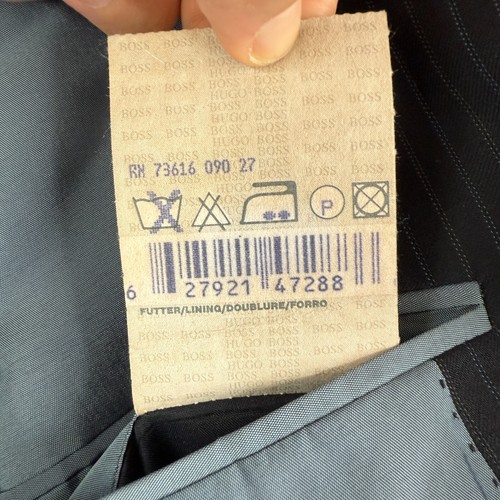 RN 73616 090 27
P
6 27921 47288
FUTTER/LINING/DOUBLURE/FORRO